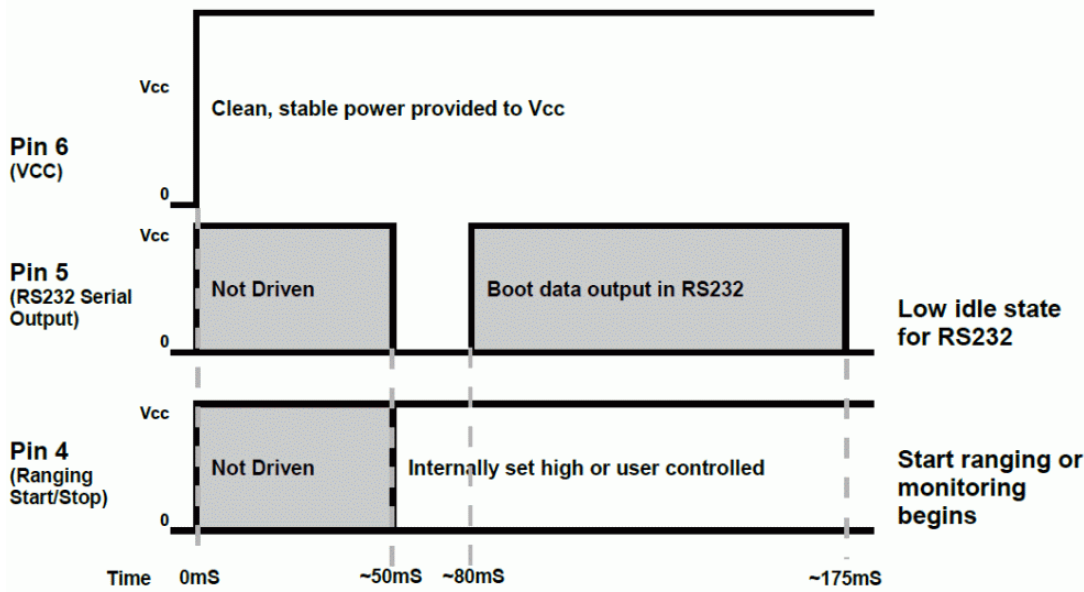 Vcc
Clean, stable power provided to Vcc
Pin 6
(VCC)
0
Vcc
Pin 5
(RS232 Serial
Output)
Not Driven
Boot data output in RS232
0
Low idle state
for RS232
Vcc
Pin 4
(Ranging
Start/Stop)
Not Driven
Internally set high or user controlled
0
Start ranging or
monitoring
begins
Time 0mS ~50mS ~80mS ~175mS